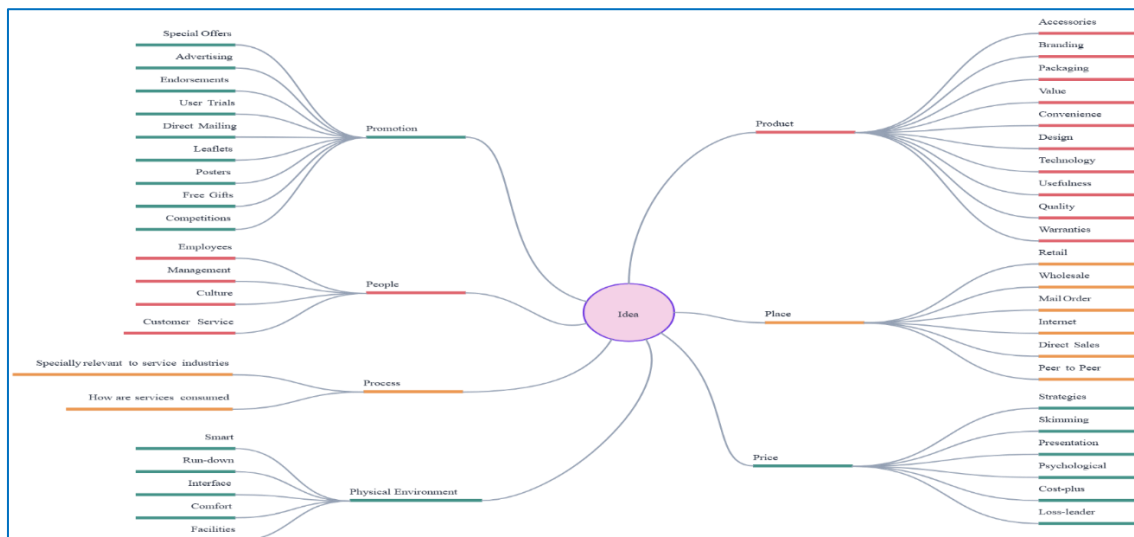 Special Offers
Advertising
Endorsements
User Trials
Direct Mailing
Leaflets
Posters
Free Gifts
Competitions
Promotion
Employees
Management
Culture
Customer Service
People
Specially relevant to service industries
How are services consumed
Process
Smart
Run-down
Interface
Comfort
Facilities
Physical Environment
Idea
Product
Accessories
Branding
Packaging
Value
Convenience
Design
Technology
Usefulness
Quality
Warranties
Place
Retail
Wholesale
Mail Order
Internet
Direct Sales
Peer to Peer
Price
Strategies
Skimming
Presentation
Psychological
Cost-plus
Loss-leader